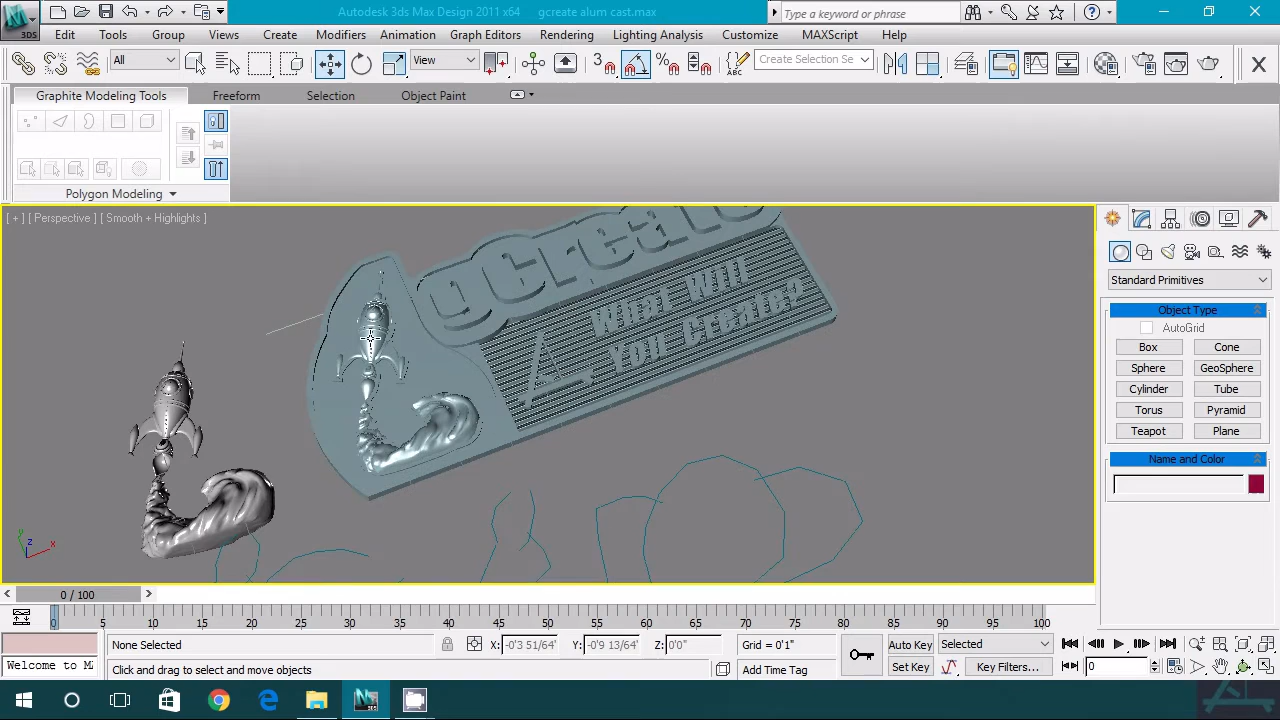 Autodesk 3ds Max Design 2011 x64 gcreate alum cast.max
Type a keyword or phrase
3DS
Edit Tools Group Views Create Modifiers Animation Graph Editors Rendering Lighting Analysis Customize MAXScript Help
All
View
3
Create Selection Se
Graphite Modeling Tools Freeform Selection Object Paint
Polygon Modeling
[ + ] [ Perspective ] [ Smooth + Highlights ]
gCreate
What Will
You Create?
y z x
Standard Primitives
Object Type
AutoGrid
Box Cone
Sphere GeoSphere
Cylinder Tube
Torus Pyramid
Teapot Plane
Name and Color
0 / 100
0 5 10 15 20 25 30 35 40 45 50 55 60 65 70 75 80 85 90 95 100
None Selected X: -0'3 51/64" Y: -0'9 13/64" Z: 0'0" Grid = 0'1" Auto Key Selected
Welcome to M Click and drag to select and move objects Add Time Tag Set Key Key Filters... 0